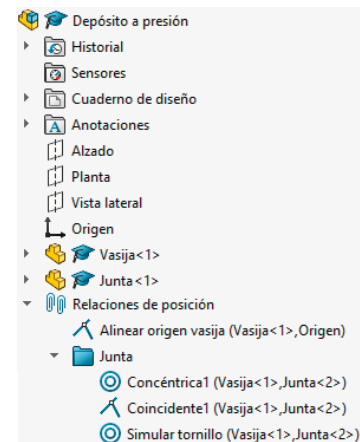 Depósito a presión
Historial
Sensores
Cuaderno de diseño
Anotaciones
Alzado
Planta
Vista lateral
Origen
Vasija<1>
Junta<1>
Relaciones de posición
Alinear origen vasija (Vasija<1>,Origen)
Junta
Concéntrica1 (Vasija<1>,Junta<2>)
Coincidente1 (Vasija<1>,Junta<2>)
Simular tornillo (Vasija<1>,Junta<2>)